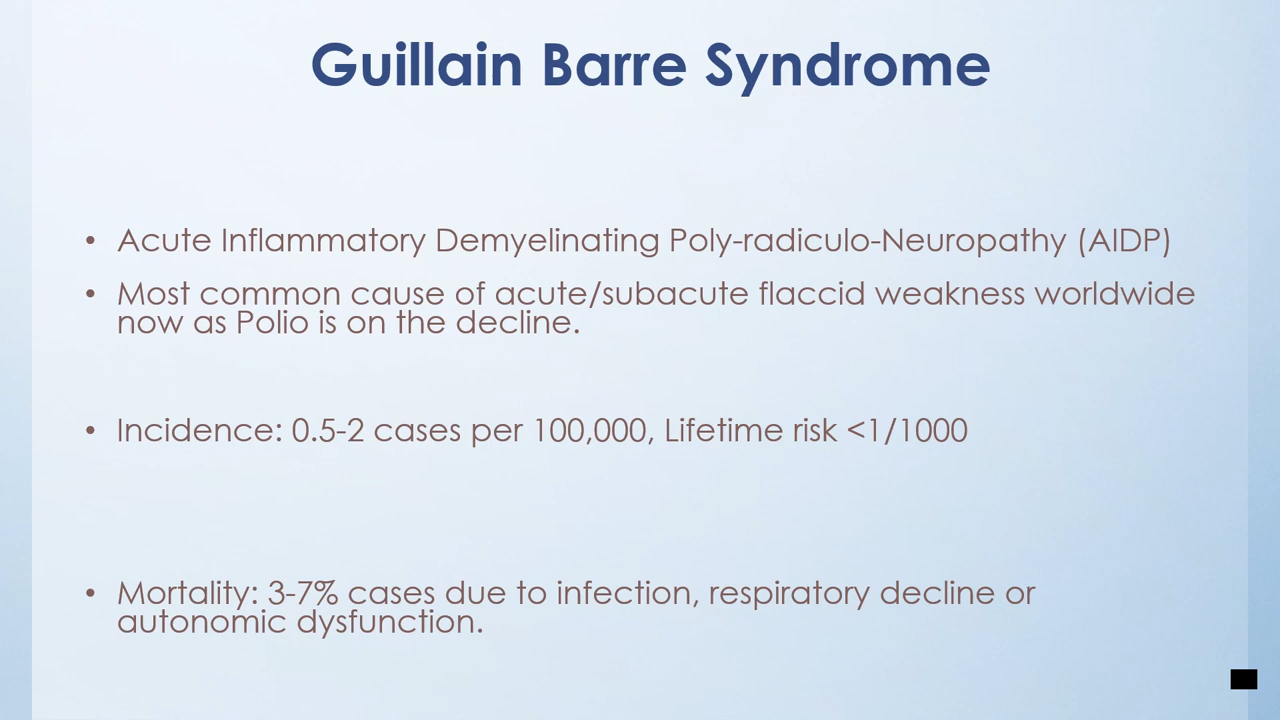 Guillain Barre Syndrome
• Acute Inflammatory Demyelinating Poly-radiculo-Neuropathy (AIDP)
• Most common cause of acute/subacute flaccid weakness worldwide
now as Polio is on the decline.
• Incidence: 0.5-2 cases per 100,000, Lifetime risk <1/1000
• Mortality: 3-7% cases due to infection, respiratory decline or
autonomic dysfunction.